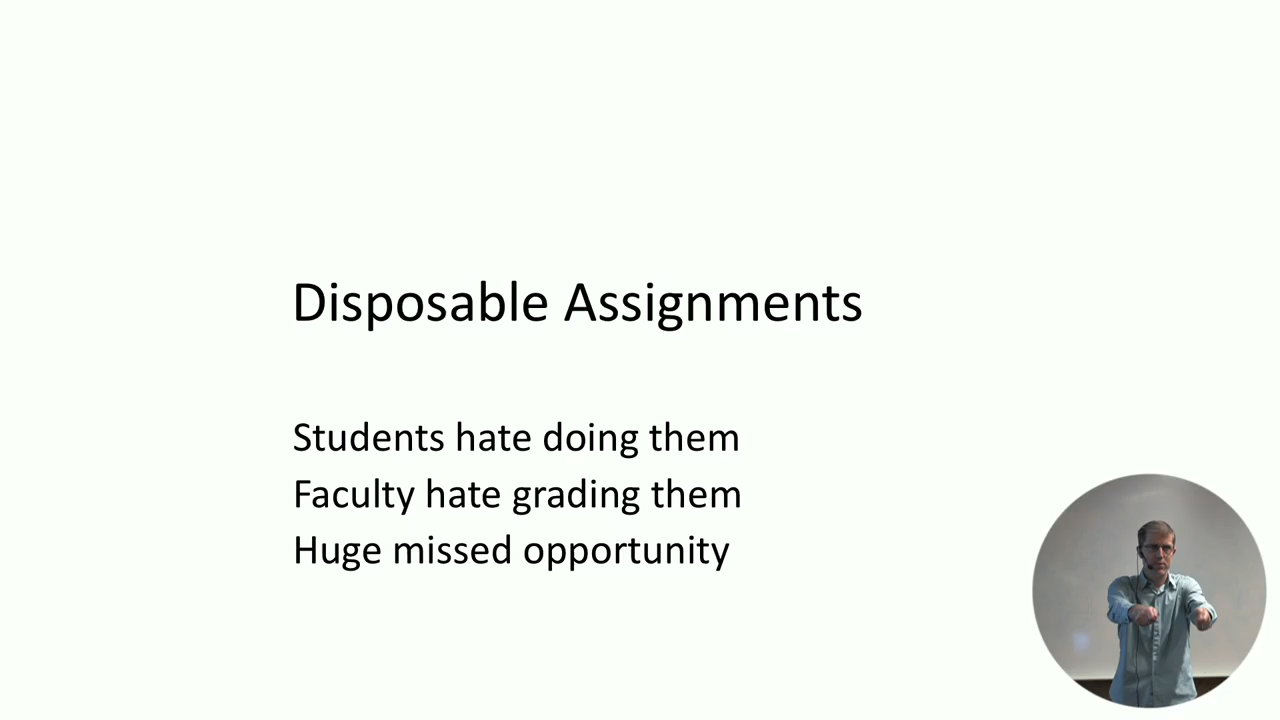 Disposable Assignments
Students hate doing them
Faculty hate grading them
Huge missed opportunity